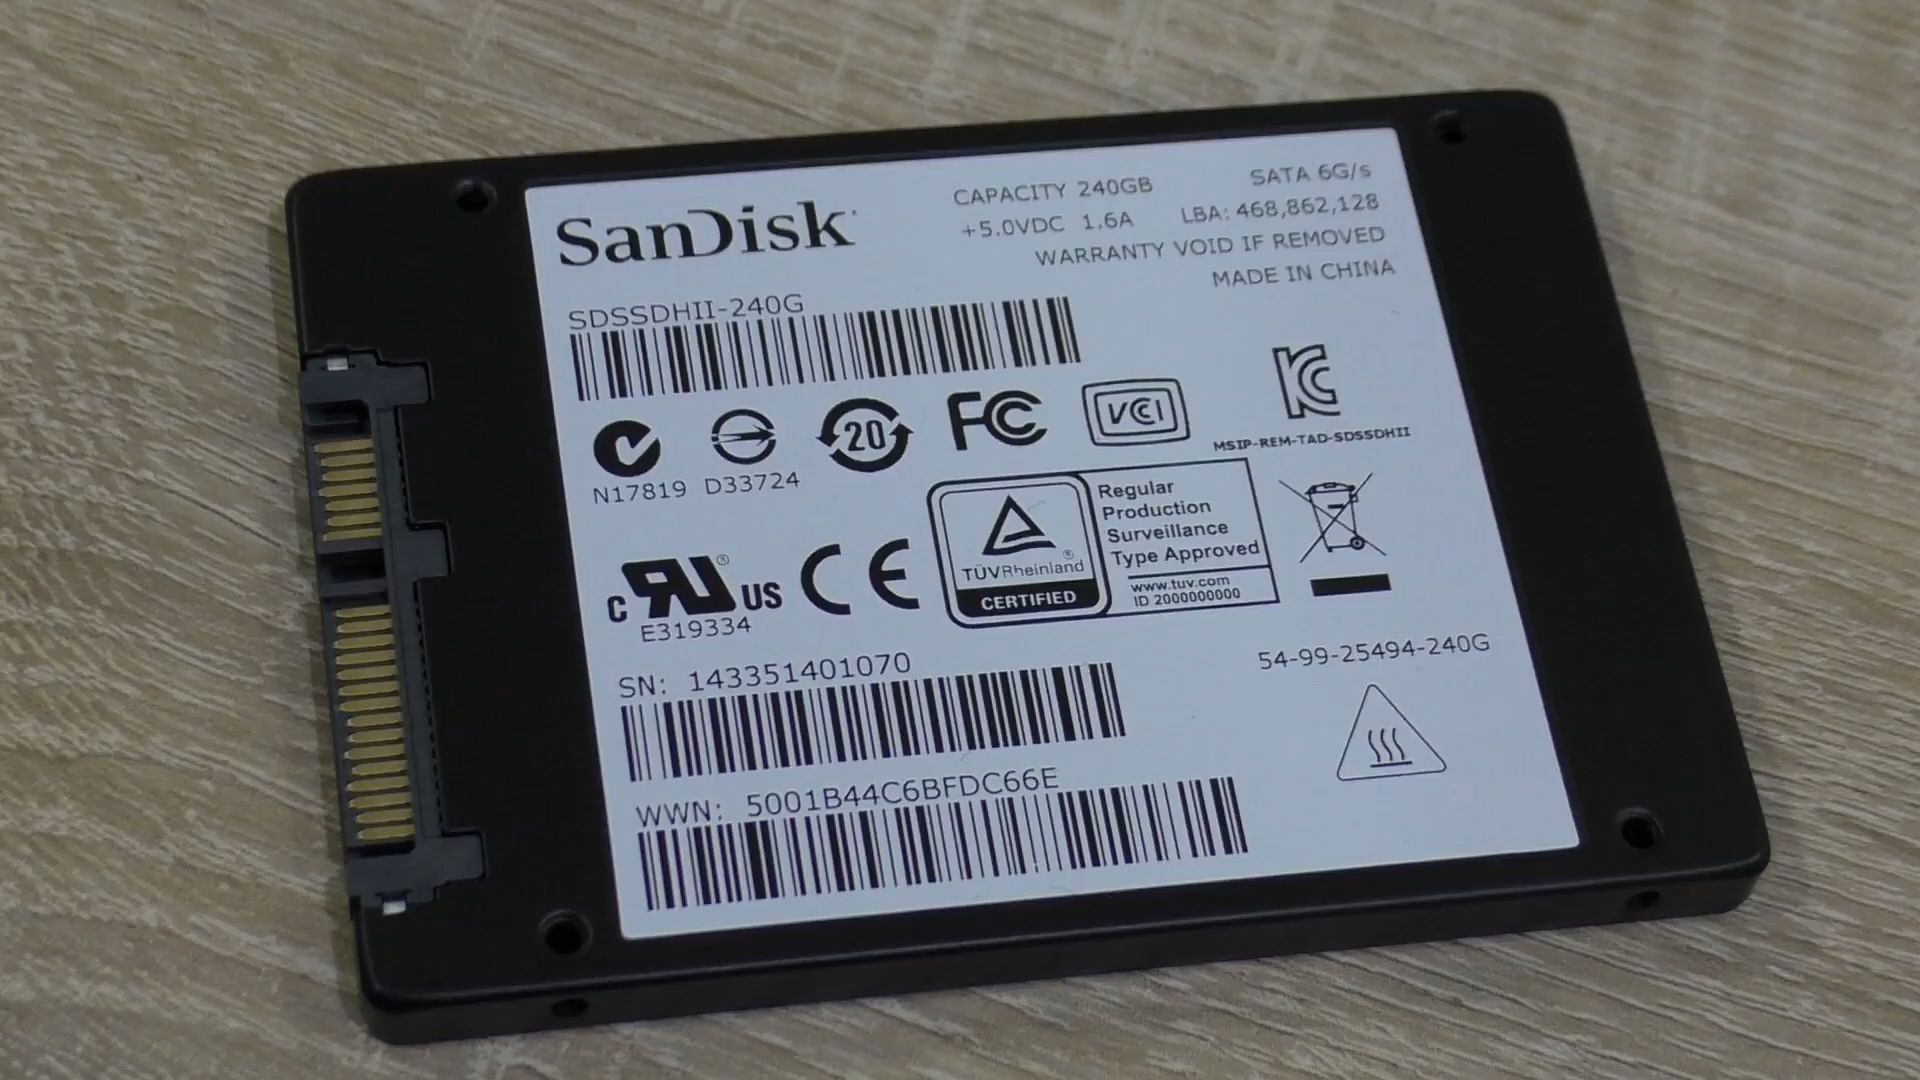 SanDisk
CAPACITY 240GB
SATA 6G/s
+5.0VDC 1.6A
LBA: 468,862,128
WARRANTY VOID IF REMOVED
MADE IN CHINA
SDSSDHII-240G
N17819
D33724
20
FC
VCI
KC
MSIP-REM-TAD-SDSSDHII
c RU ® US
E319334
CE
TÜVRheinland ®
CERTIFIED
Regular
Production
Surveillance
Type Approved
www.tuv.com
ID 2000000000
SN: 143351401070
54-99-25494-240G
WWN: 5001B44C6BFDC66E